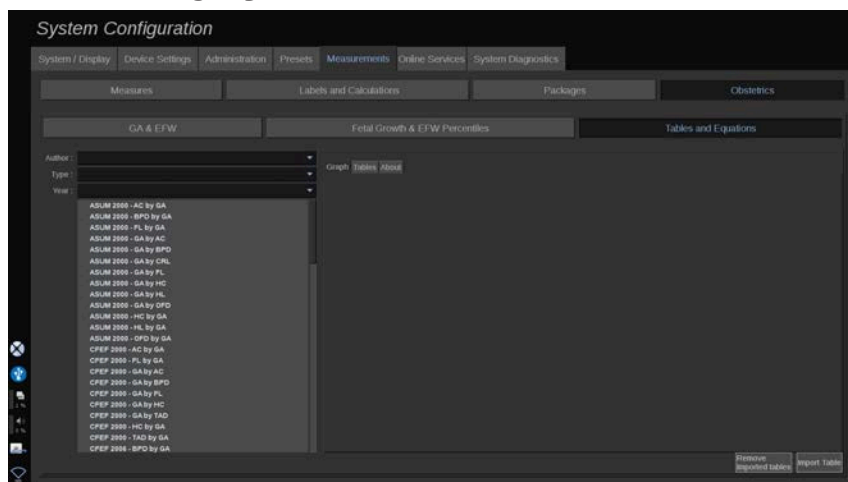 System Configuration
System / Display Device Settings Administration Presets Measurements Online Services System Diagnostics
Measures Labels and Calculations Packages Obstetrics
GA & EFW Fetal Growth & EFW Percentiles Tables and Equations
Author :
Type :
Year :
Graph Tables About
ASUM 2000 - AC by GA
ASUM 2000 - BPD by GA
ASUM 2000 - FL by GA
ASUM 2000 - GA by AC
ASUM 2000 - GA by BPD
ASUM 2000 - GA by CRL
ASUM 2000 - GA by FL
ASUM 2000 - GA by HC
ASUM 2000 - GA by HL
ASUM 2000 - GA by OFD
ASUM 2000 - HC by GA
ASUM 2000 - HL by GA
ASUM 2000 - OFD by GA
CFEF 2000 - AC by GA
CFEF 2000 - FL by GA
CFEF 2000 - GA by AC
CFEF 2000 - GA by BPD
CFEF 2000 - GA by FL
CFEF 2000 - GA by HC
CFEF 2000 - GA by TAD
CFEF 2000 - HC by GA
CFEF 2000 - TAD by GA
CFEF 2006 - BPD by GA
Remove
imported tables
Import Table